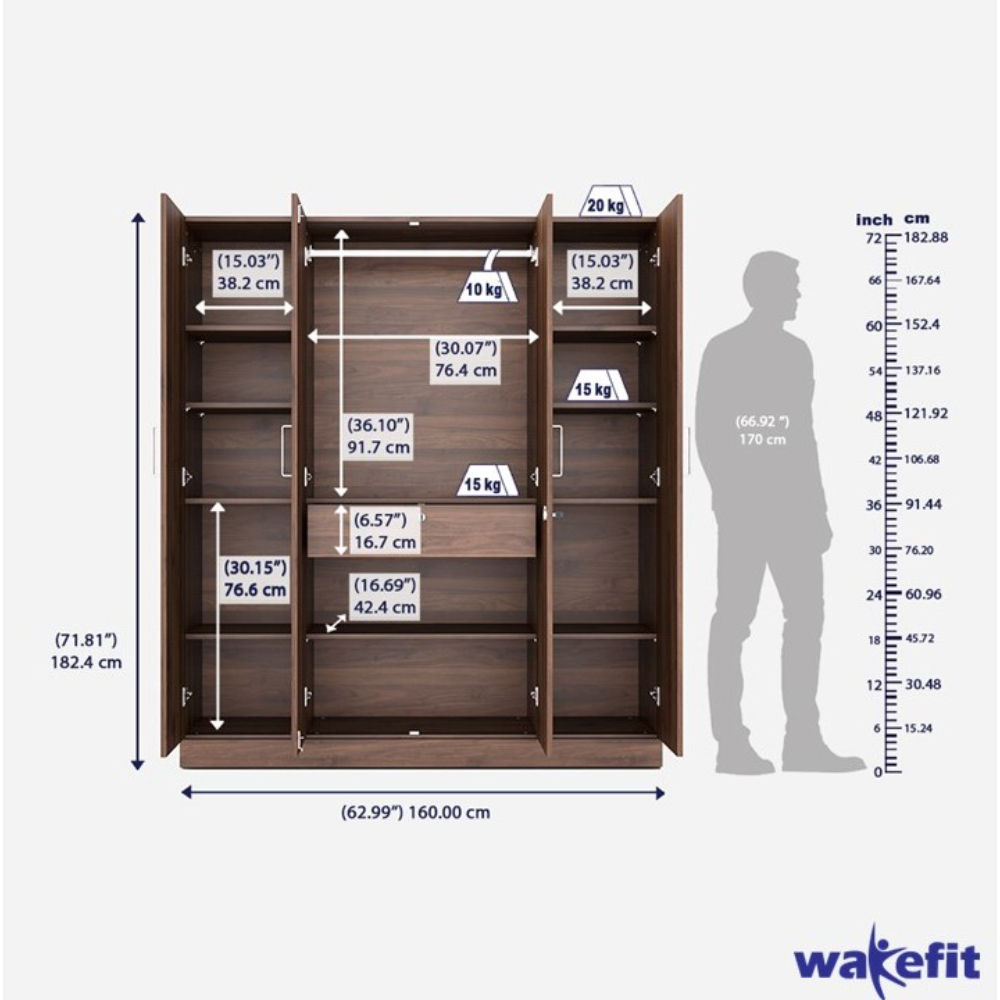 20 kg
inch cm
(15.03”)
38.2 cm
(15.03”)
38.2 cm
10 kg
(30.07”)
76.4 cm
15 kg
(36.10”)
91.7 cm
15 kg
(6.57”)
16.7 cm
(30.15”)
76.6 cm
(16.69”)
42.4 cm
(71.81”)
182.4 cm
(62.99”) 160.00 cm
(66.92 ”)
170 cm
72 182.88
66 167.64
60 152.4
54 137.16
48 121.92
42 106.68
36 91.44
30 76.20
24 60.96
18 45.72
12 30.48
6 15.24
0
wakefit